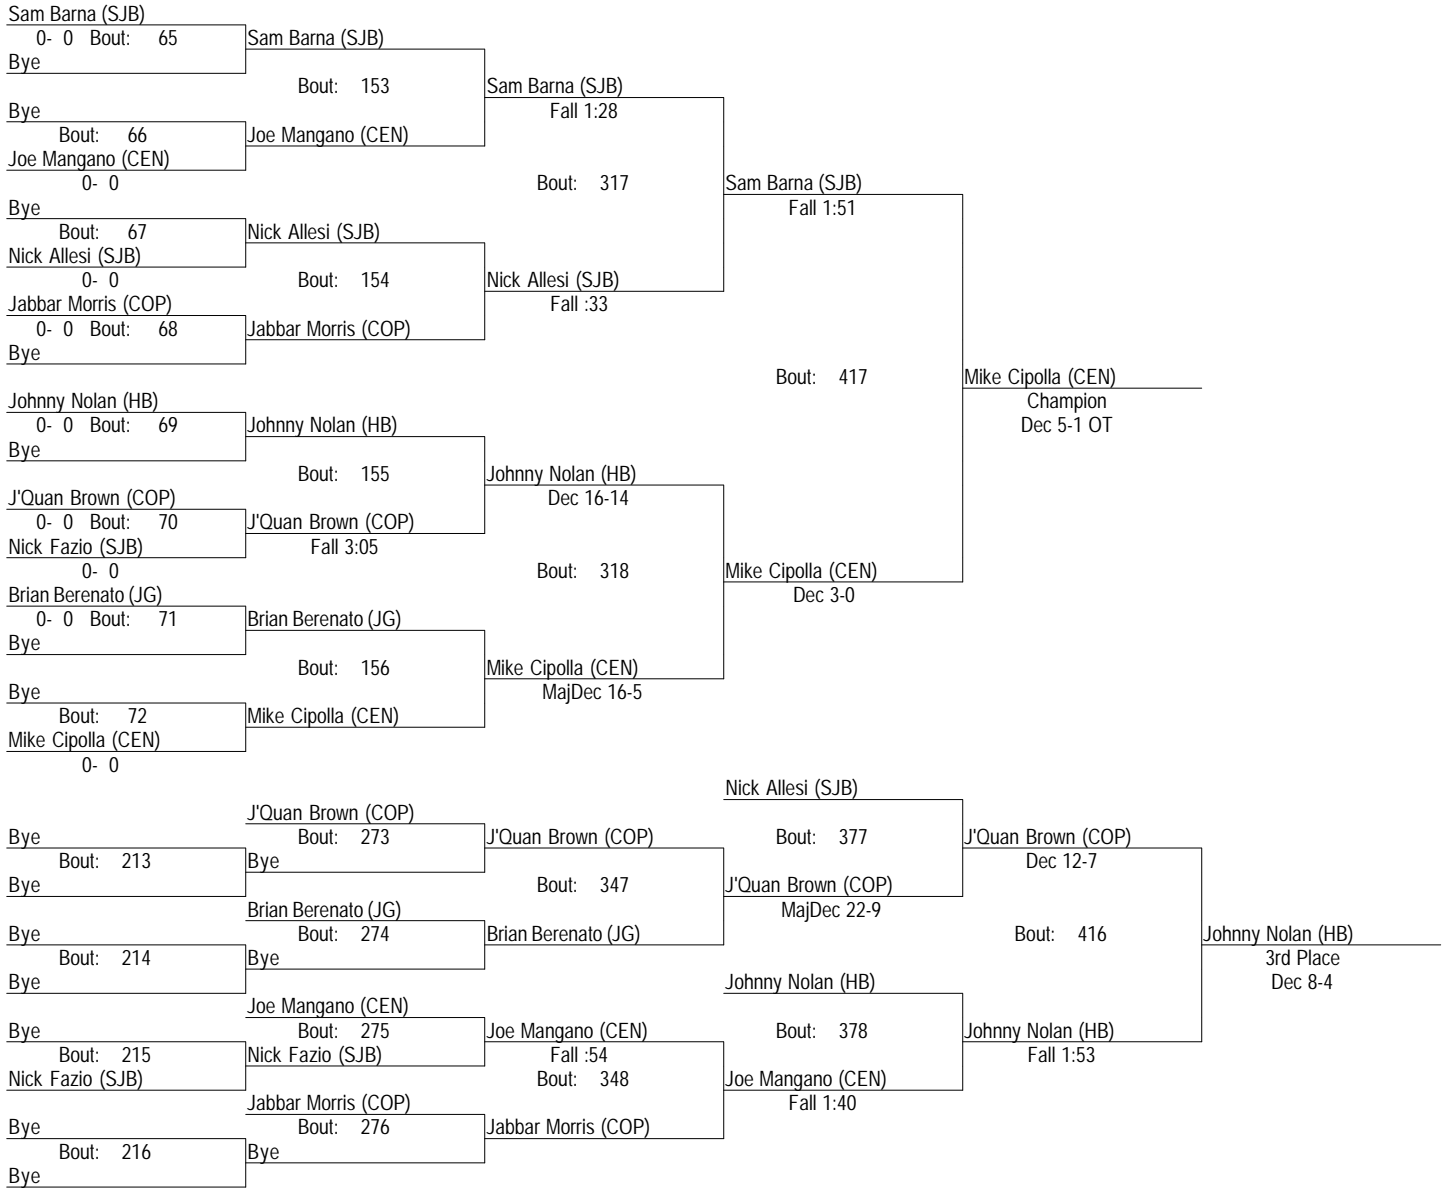 Sam Barna (SJB)
0- 0 Bout: 65
Sam Barna (SJB)
Bye
Bout: 153
Sam Barna (SJB)
Bye
Fall 1:28
Bout: 66
Joe Mangano (CEN)
Joe Mangano (CEN)
0- 0
Bout: 317
Sam Barna (SJB)
Bye
Fall 1:51
Bout: 67
Nick Allesi (SJB)
Nick Allesi (SJB)
0- 0
Bout: 154
Nick Allesi (SJB)
Jabbar Morris (COP)
Fall :33
0- 0 Bout: 68
Jabbar Morris (COP)
Bye
Bout: 417
Mike Cipolla (CEN)
Johnny Nolan (HB)
Champion
0- 0 Bout: 69
Johnny Nolan (HB)
Dec 5-1 OT
Bye
Bout: 155
Johnny Nolan (HB)
J'Quan Brown (COP)
Dec 16-14
0- 0 Bout: 70
J'Quan Brown (COP)
Nick Fazio (SJB)
Fall 3:05
0- 0
Bout: 318
Mike Cipolla (CEN)
Brian Berenato (JG)
Dec 3-0
0- 0 Bout: 71
Brian Berenato (JG)
Bye
Bout: 156
Mike Cipolla (CEN)
Bye
MajDec 16-5
Bout: 72
Mike Cipolla (CEN)
Mike Cipolla (CEN)
0- 0
Nick Allesi (SJB)
J'Quan Brown (COP)
Bye
Bout: 273
J'Quan Brown (COP)
Bout: 377
J'Quan Brown (COP)
Bout: 213
Bye
Dec 12-7
Bye
Bout: 347
J'Quan Brown (COP)
Brian Berenato (JG)
MajDec 22-9
Bye
Bout: 274
Brian Berenato (JG)
Bout: 416
Johnny Nolan (HB)
Bout: 214
Bye
3rd Place
Bye
Johnny Nolan (HB)
Dec 8-4
Joe Mangano (CEN)
Bye
Bout: 275
Joe Mangano (CEN)
Bout: 378
Johnny Nolan (HB)
Bout: 215
Nick Fazio (SJB)
Fall :54
Fall 1:53
Nick Fazio (SJB)
Bout: 348
Joe Mangano (CEN)
Jabbar Morris (COP)
Fall 1:40
Bye
Bout: 276
Jabbar Morris (COP)
Bout: 216
Bye
Bye